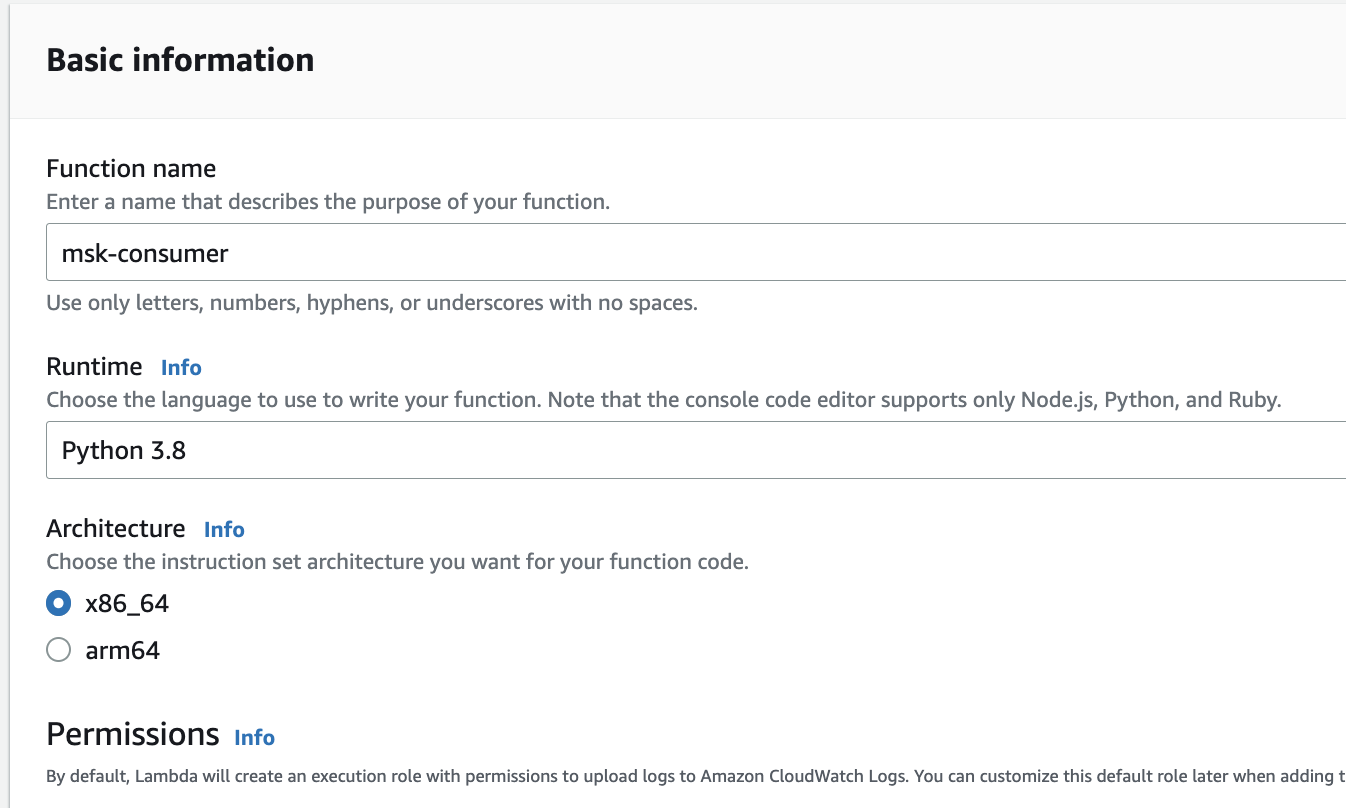 Basic information
Function name
Enter a name that describes the purpose of your function.
msk-consumer
Use only letters, numbers, hyphens, or underscores with no spaces.
Runtime Info
Choose the language to use to write your function. Note that the console code editor supports only Node.js, Python, and Ruby.
Python 3.8
Architecture Info
Choose the instruction set architecture you want for your function code.
x86_64
arm64
Permissions Info
By default, Lambda will create an execution role with permissions to upload logs to Amazon CloudWatch Logs. You can customize this default role later when adding t